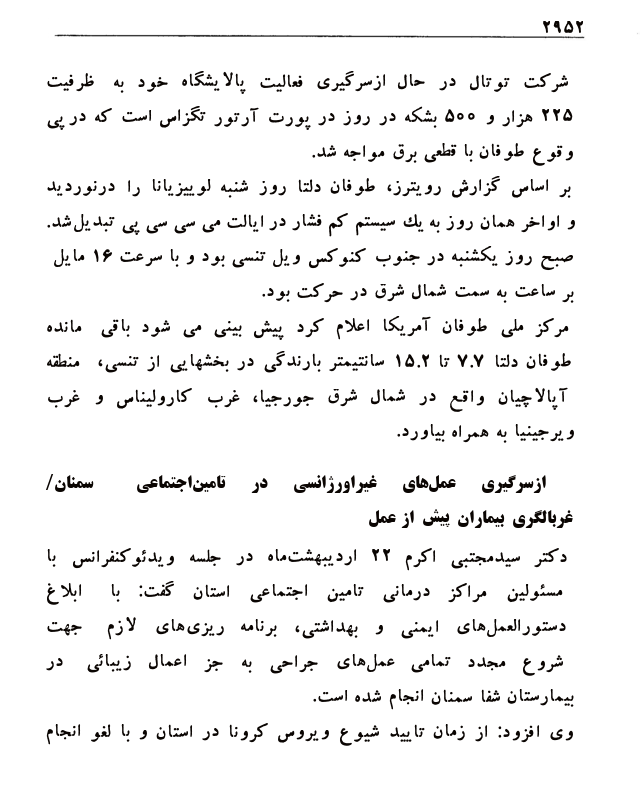 ۲۹۵۲
شرکت توتال در حال ازسرگیری فعالیت پالایشگاه خود به ظرفیت
۲۲۵ هزار و ۵۰۰ بشکه در روز در پورت آرتور تگزاس است که در پی
وقوع طوفان با قطعی برق مواجه شد.
بر اساس گزارش رویترز، طوفان دلتا روز شنبه لوییزیانا را درنوردید
و اواخر همان روز به یك سیستم کم فشار در ایالت می سی سی پی تبدیل شد.
صبح روز یکشنبه در جنوب کنوکس ویل تنسی بود و با سرعت ۱۶ مایل
بر ساعت به سمت شمال شرق در حرکت بود.
مرکز ملی طوفان آمریکا اعلام کرد پیش بینی می شود باقی مانده
طوفان دلتا ۷.۷ تا ۱۵.۲ سانتیمتر بارندگی در بخشهایی از تنسی، منطقه
آپالاچیان واقع در شمال شرق جورجیا، غرب کارولیناس و غرب
ویرجینیا به همراه بیاورد.
ازسرگیری عمل‌های غیراورژانسی در تامین‌اجتماعی سمنان/
غربالگری بیماران پیش از عمل
دکتر سیدمجتبی اکرم ۲۲ اردیبهشت‌ماه در جلسه ویدئوکنفرانس با
مسئولین مراکز درمانی تامین اجتماعی استان گفت: با ابلاغ
دستورالعمل‌های ایمنی و بهداشتی، برنامه ریزی‌های لازم جهت
شروع مجدد تمامی عمل‌های جراحی به جز اعمال زیبائی در
بیمارستان شفا سمنان انجام شده است.
وی افزود: از زمان تایید شیوع ویروس کرونا در استان و با لغو انجام